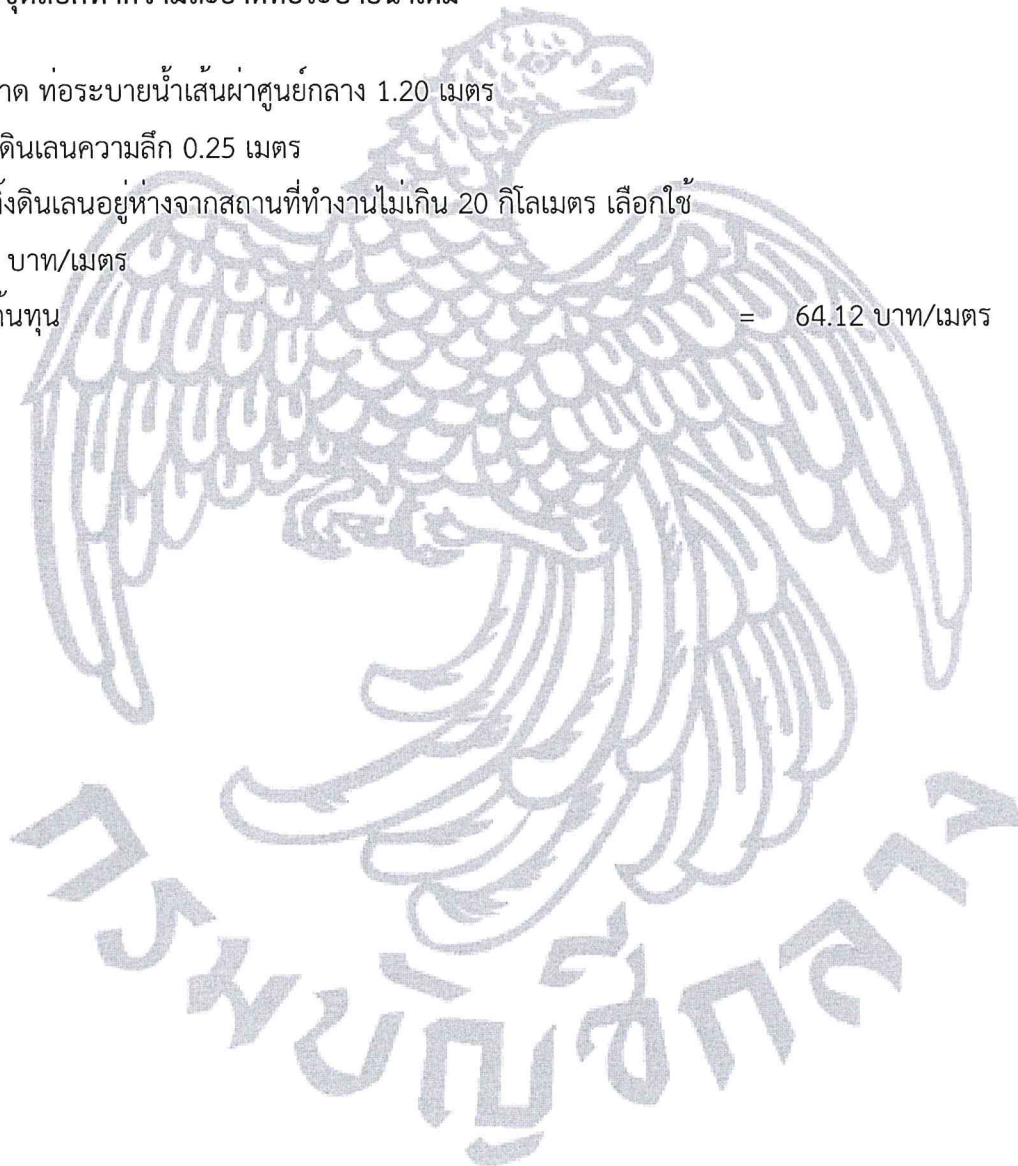 าด ท่อระบายน้ำเส้นผ่าศูนย์กลาง 1.20 เมตร
ดินเลนความลึก 0.25 เมตร
ทิ้งดินเลนอยู่ห่างจากสถานที่ทำงานไม่เกิน 20 กิโลเมตร เลือกใช้
บาท/เมตร
ต้นทุน = 64.12 บาท/เมตร
กรมบัญชีกลาง